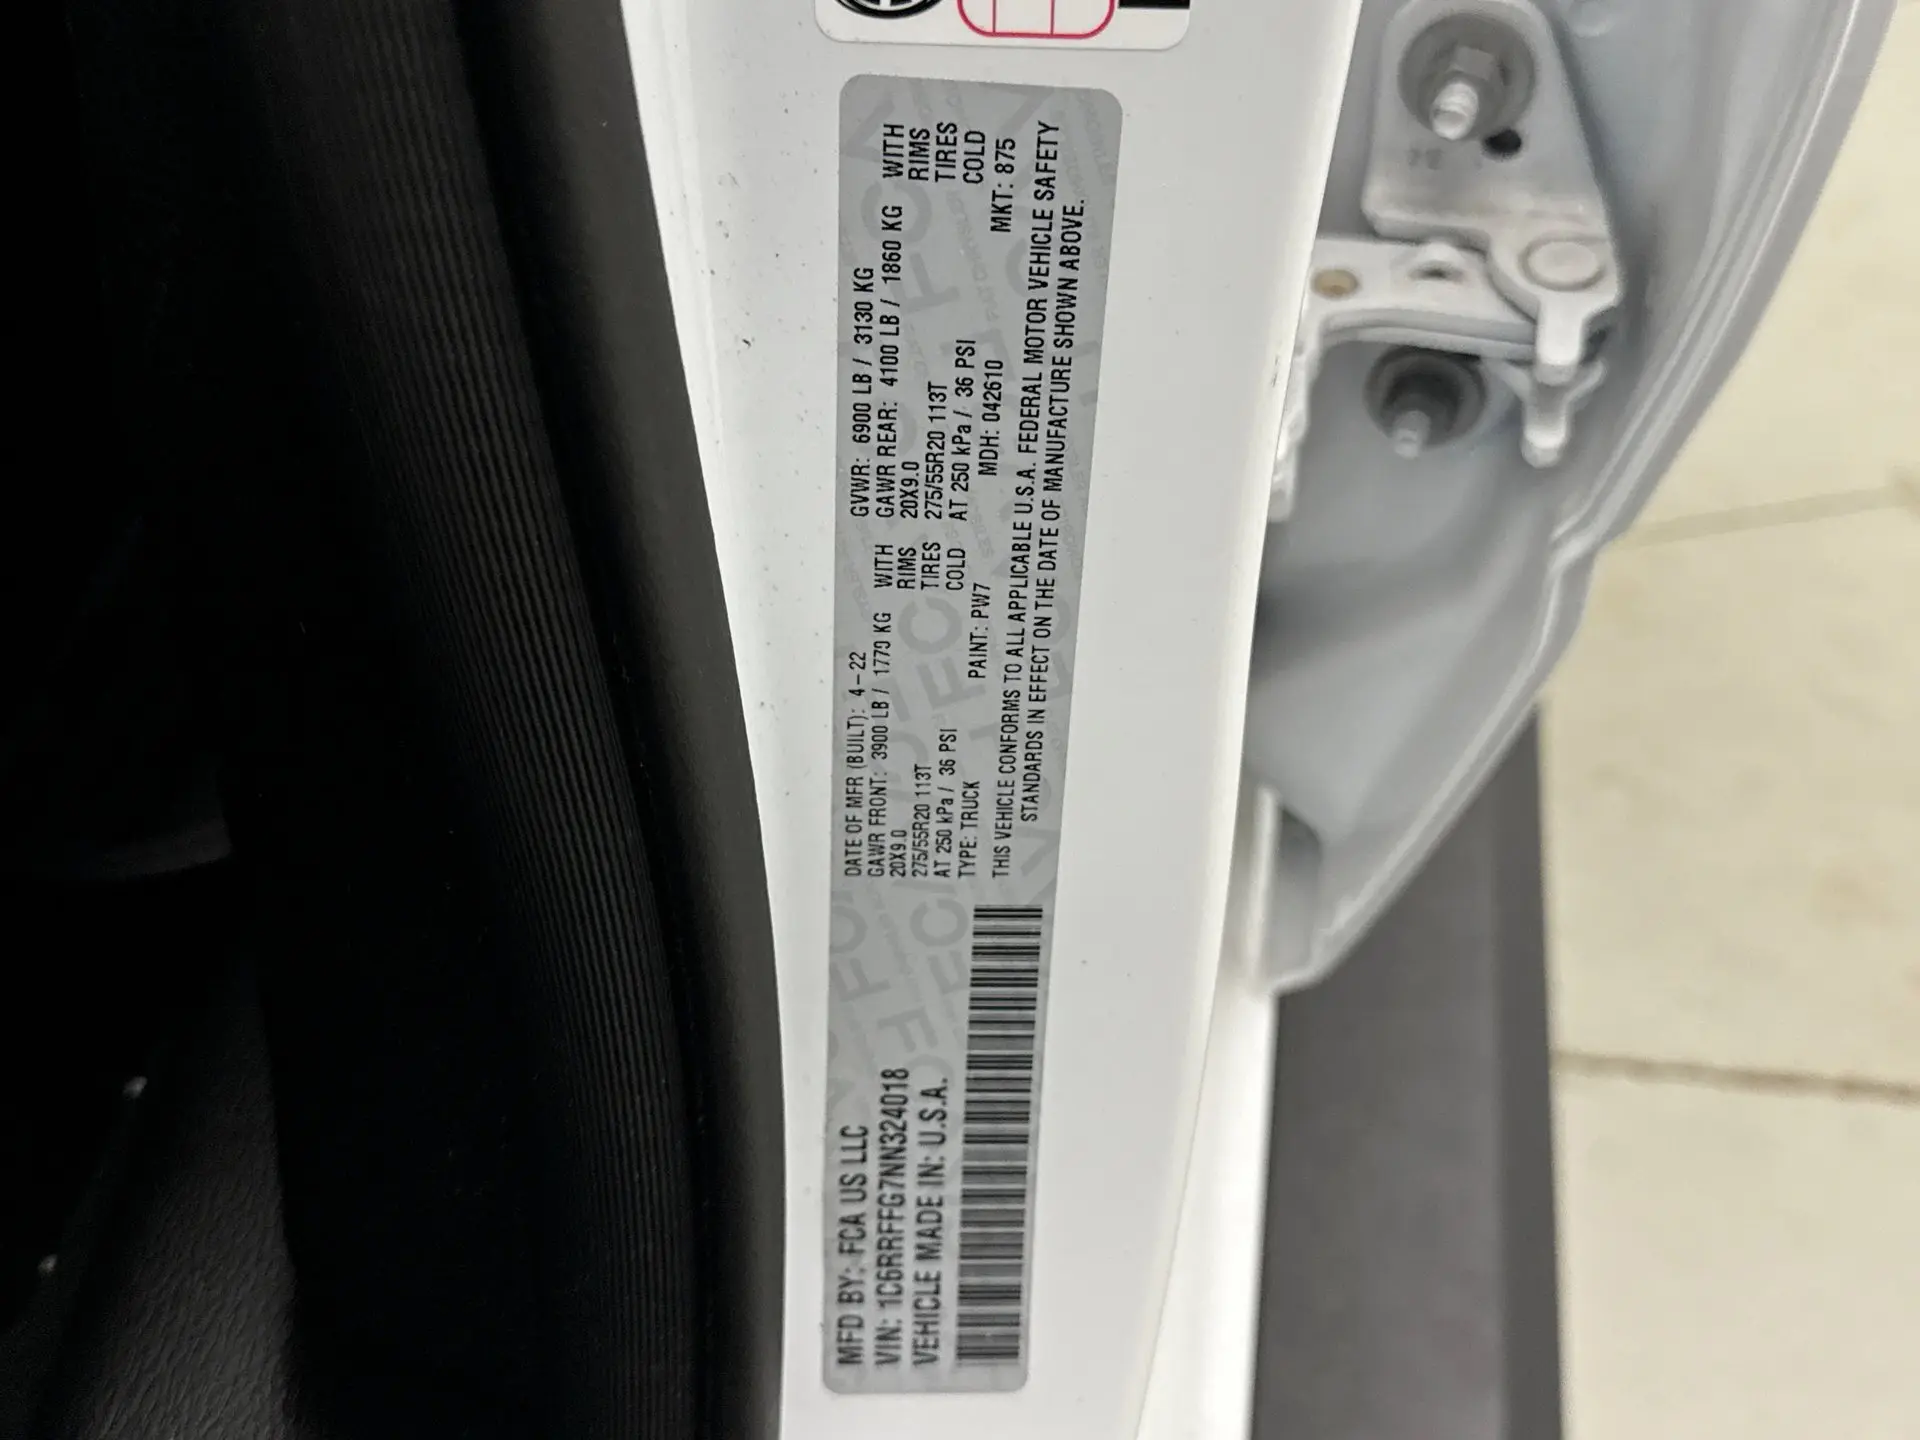 MFD BY: FCA US LLC
VIN: 1C6RRFFG7NN324018
VEHICLE MADE IN: U.S.A.
DATE OF MFR (BUILT): 4-22 GVWR: 6900 LB / 3130 KG
GAWR FRONT: 3900 LB / 1770 KG WITH GAWR REAR: 4100 LB / 1860 KG WITH
20X9.0 RIMS 20X9.0 RIMS
275/55R20 113T TIRES 275/55R20 113T TIRES
AT 250 kPa / 36 PSI COLD AT 250 kPa / 36 PSI COLD
TYPE: TRUCK PAINT: PW7 MDH: 042610 MKT: 875
THIS VEHICLE CONFORMS TO ALL APPLICABLE U.S.A. FEDERAL MOTOR VEHICLE SAFETY
STANDARDS IN EFFECT ON THE DATE OF MANUFACTURE SHOWN ABOVE.